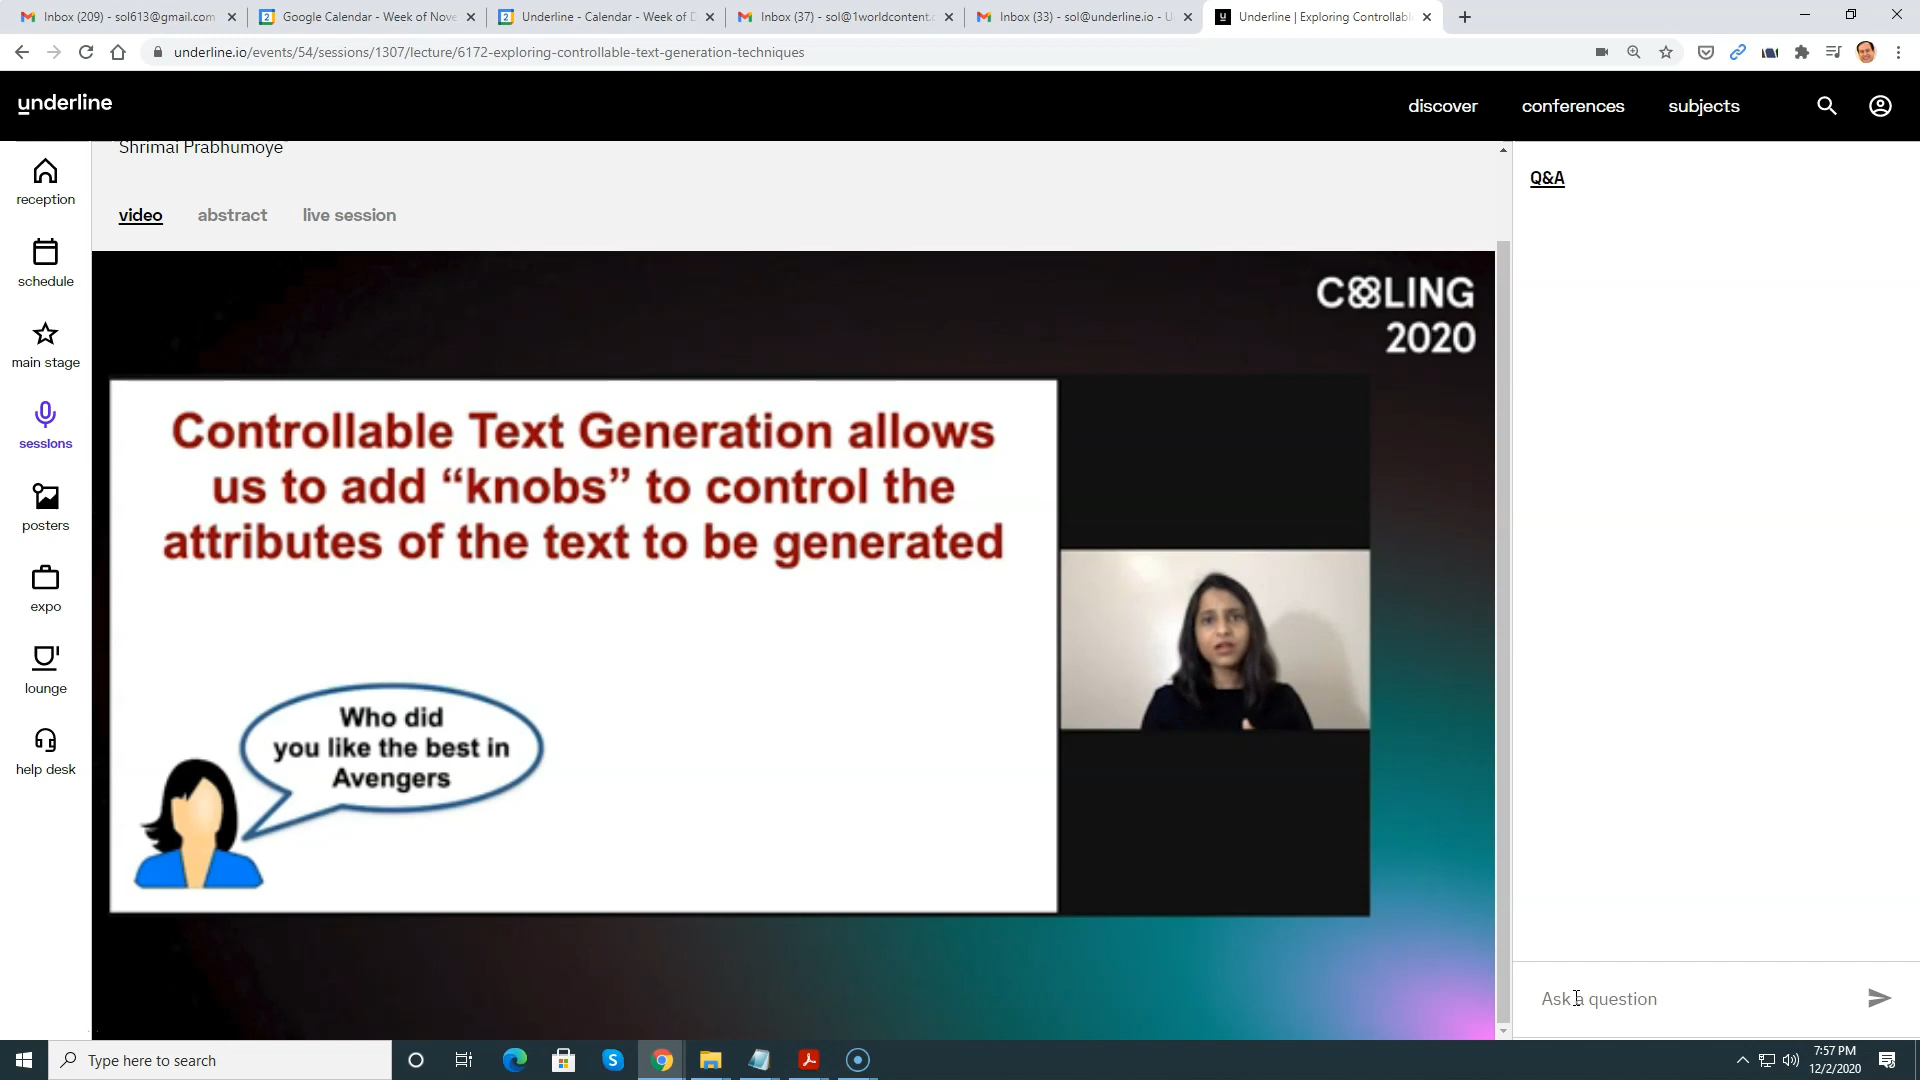 Inbox (209) - sol613@gmail.com
Google Calendar - Week of Nove
Underline - Calendar - Week of D
Inbox (37) - sol@1worldcontent.c
Inbox (33) - sol@underline.io - U
Underline | Exploring Controllabl
underline.io/events/54/sessions/1307/lecture/6172-exploring-controllable-text-generation-techniques
underline
discover
conferences
subjects
Shrimai Prabhumoye
reception
schedule
main stage
sessions
posters
expo
lounge
help desk
video
abstract
live session
COLING
2020
Controllable Text Generation allows
us to add “knobs” to control the
attributes of the text to be generated
Who did
you like the best in
Avengers
Q&A
Ask a question
Type here to search
7:57 PM
12/2/2020